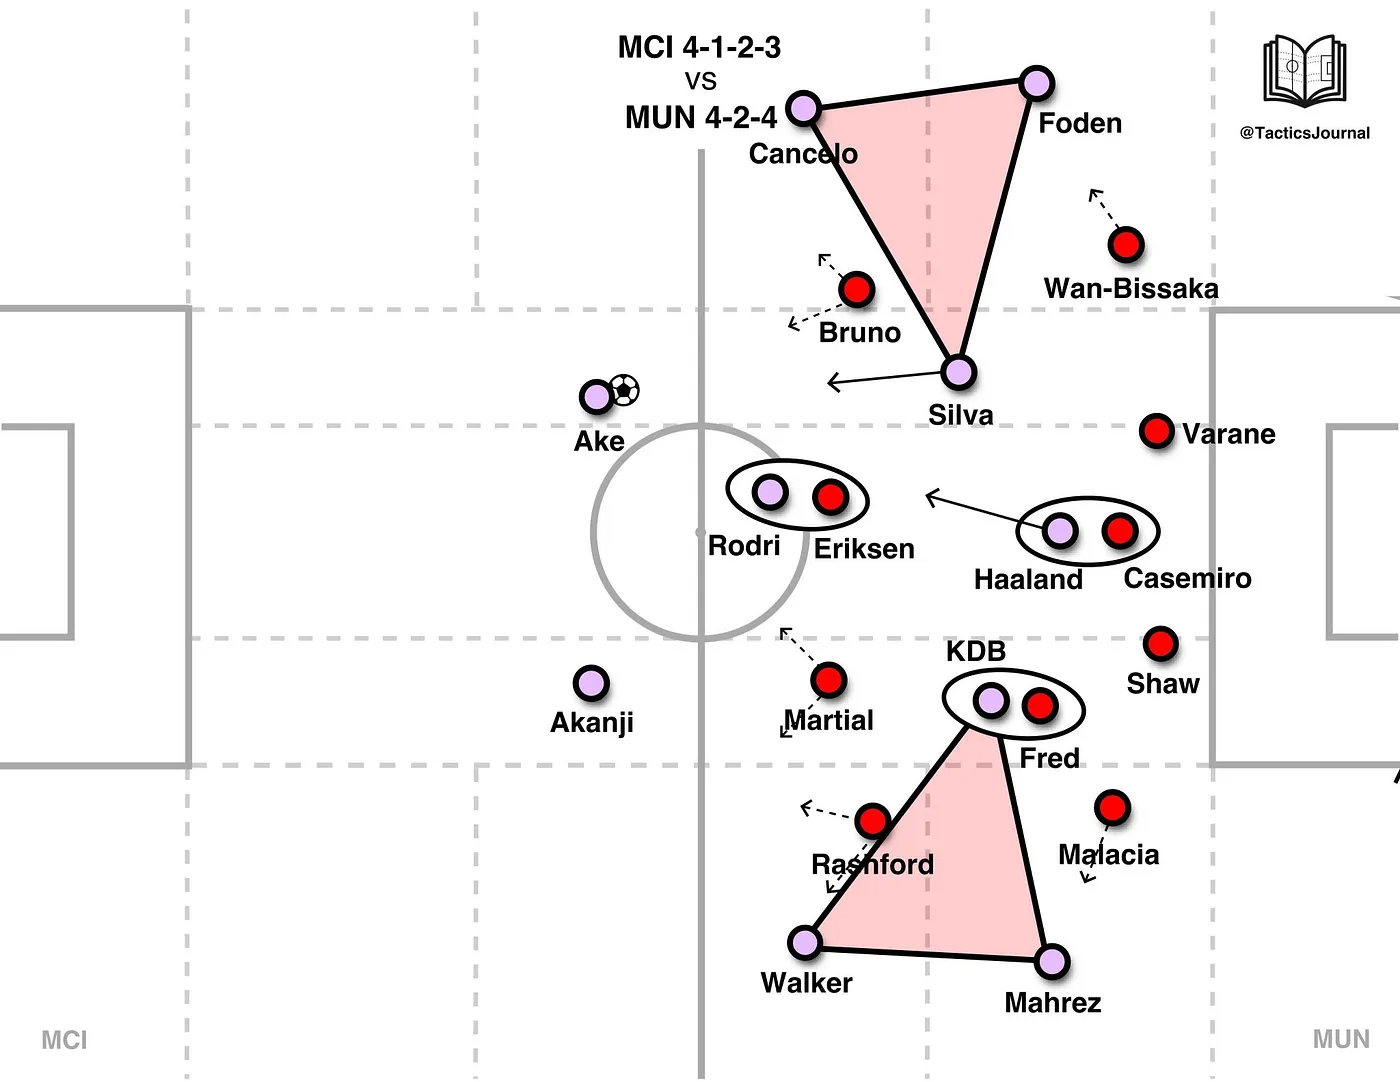 MCI 4-1-2-3
vs
MUN 4-2-4
@TacticsJournal
Foden
Cancelo
Wan-Bissaka
Bruno
Silva
Varane
Ake
Rodri
Eriksen
Haaland
Casemiro
KDB
Shaw
Akanji
Martial
Fred
Rashford
Malacia
Walker
Mahrez
MCI
MUN